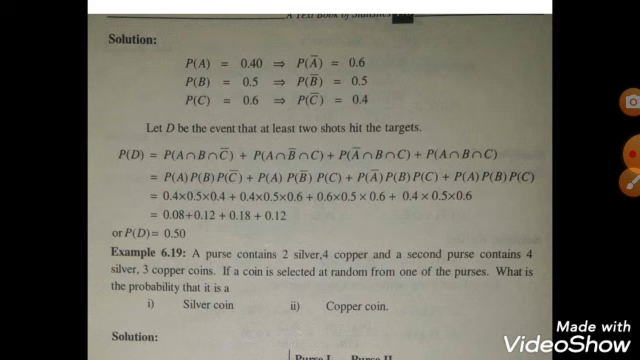 A Text Book of Statistics
Solution:
P(A) = 0.40 ⇒ P(A̅) = 0.6
P(B) = 0.5 ⇒ P(B̅) = 0.5
P(C) = 0.6 ⇒ P(C̅) = 0.4
Let D be the event that at least two shots hit the targets.
P(D) = P(A∩B∩C̅) + P(A∩B̅∩C) + P(A̅∩B∩C) + P(A∩B∩C)
= P(A) P(B) P(C̅) + P(A) P(B̅) P(C) + P(A̅) P(B) P(C) + P(A) P(B) P(C)
= 0.4×0.5×0.4 + 0.4×0.5×0.6 + 0.6×0.5 × 0.6 + 0.4 × 0.5×0.6
= 0.08+0.12 + 0.18 + 0.12
or P(D) = 0.50
Example 6.19: A purse contains 2 silver,4 copper and a second purse contains 4
silver, 3 copper coins. If a coin is selected at random from one of the purses. What is
the probability that it is a
i) Silver coin ii) Copper coin.
Solution:
Purse I Purse II
Made with
VideoShow